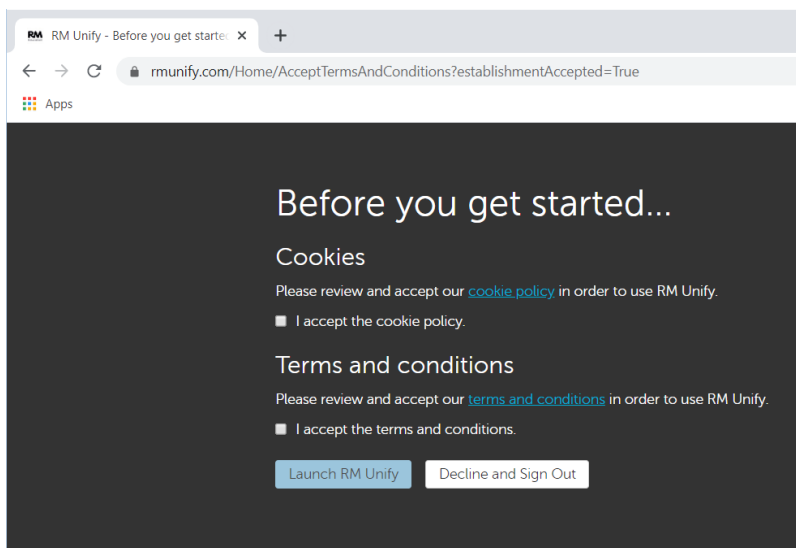 RM RM Unify - Before you get starte
rmunify.com/Home/AcceptTermsAndConditions?establishmentAccepted=True
Apps
Before you get started...
Cookies
Please review and accept our cookie policy in order to use RM Unify.
I accept the cookie policy.
Terms and conditions
Please review and accept our terms and conditions in order to use RM Unify.
I accept the terms and conditions.
Launch RM Unify Decline and Sign Out